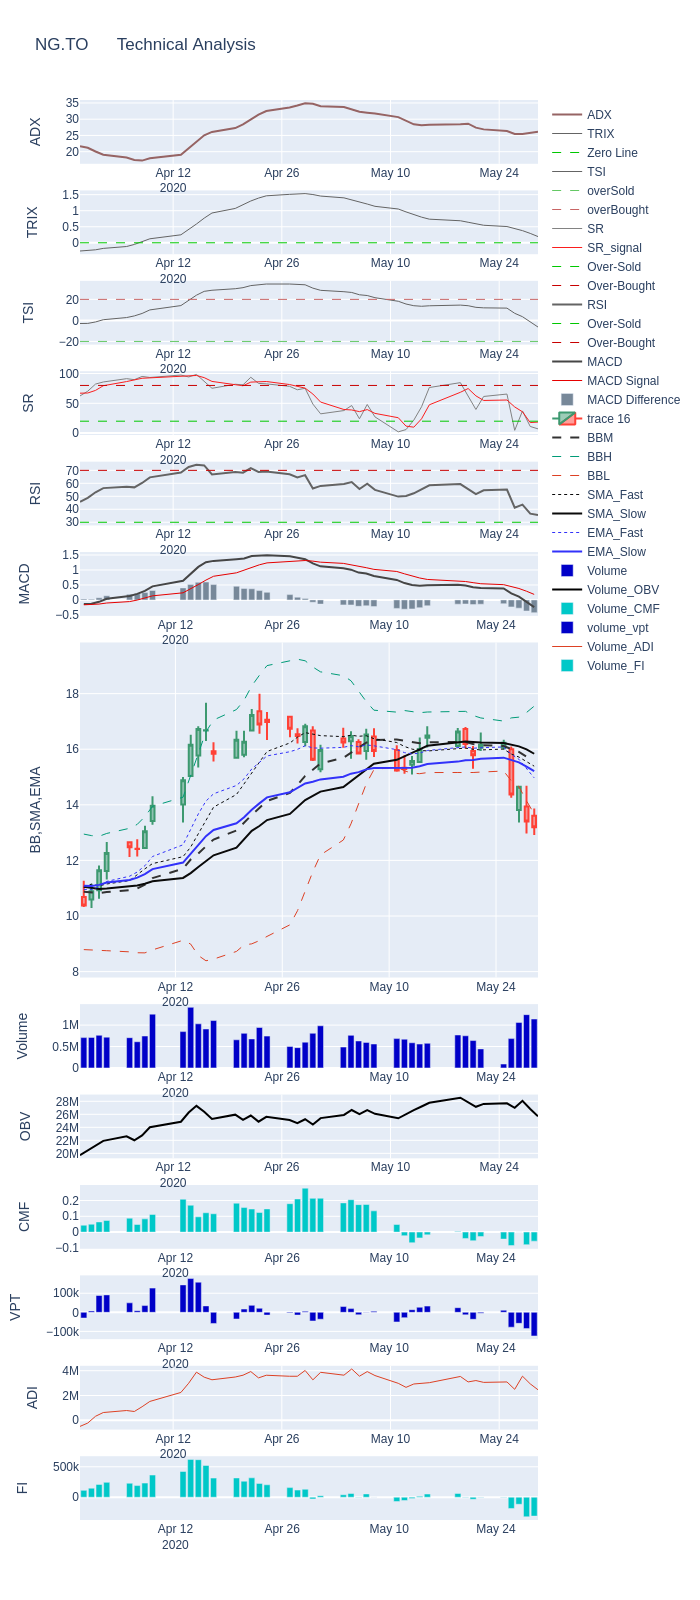 NG.TO Technical Analysis
ADX
35
30
25
20
Apr 12
2020
Apr 26
May 10
May 24
TRIX
1.5
1
0.5
0
Apr 12
2020
Apr 26
May 10
May 24
TSI
20
0
−20
Apr 12
2020
Apr 26
May 10
May 24
SR
100
50
0
Apr 12
2020
Apr 26
May 10
May 24
RSI
70
60
50
40
30
Apr 12
2020
Apr 26
May 10
May 24
MACD
1.5
1
0.5
0
−0.5
Apr 12
2020
Apr 26
May 10
May 24
BB,SMA,EMA
18
16
14
12
10
8
Apr 12
2020
Apr 26
May 10
May 24
Volume
1M
0.5M
0
Apr 12
2020
Apr 26
May 10
May 24
OBV
28M
26M
24M
22M
20M
Apr 12
2020
Apr 26
May 10
May 24
CMF
0.2
0.1
0
−0.1
Apr 12
2020
Apr 26
May 10
May 24
VPT
100k
0
−100k
Apr 12
2020
Apr 26
May 10
May 24
ADI
4M
2M
0
Apr 12
2020
Apr 26
May 10
May 24
FI
500k
0
Apr 12
2020
Apr 26
May 10
May 24
ADX
TRIX
Zero Line
TSI
overSold
overBought
SR
SR_signal
Over-Sold
Over-Bought
RSI
Over-Sold
Over-Bought
MACD
MACD Signal
MACD Difference
trace 16
BBM
BBH
BBL
SMA_Fast
SMA_Slow
EMA_Fast
EMA_Slow
Volume
Volume_OBV
Volume_CMF
volume_vpt
Volume_ADI
Volume_FI